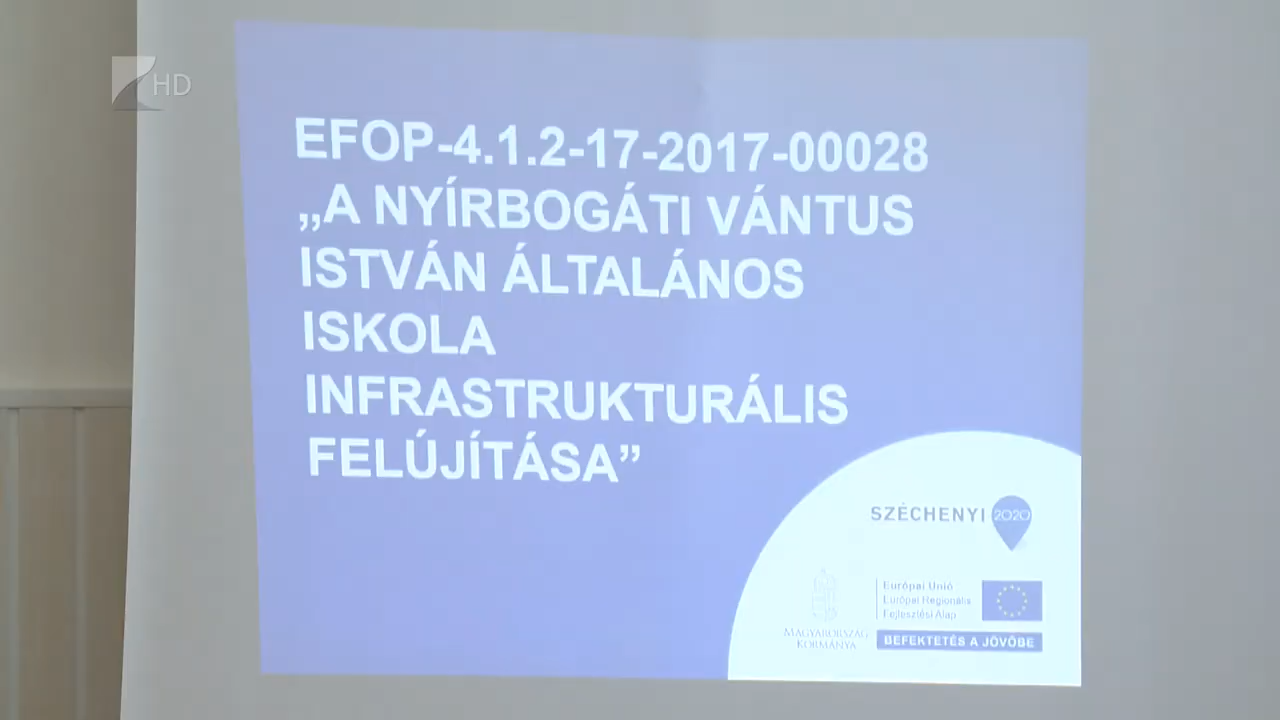 HD
EFOP-4.1.2-17-2017-00028
„A NYÍRBOGÁTI VÁNTUS
ISTVÁN ÁLTALÁNOS
ISKOLA
INFRASTRUKTURÁLIS
FELÚJÍTÁSA”
SZÉCHENYI 2020
MAGYARORSZÁG
KORMÁNYA
Európai Unió
Európai Regionális
Fejlesztési Alap
BEFEKTETÉS A JÖVŐBE